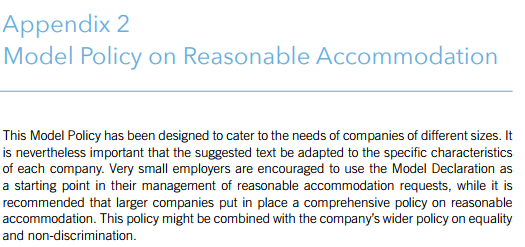 Appendix 2
Model Policy on Reasonable Accommodation
This Model Policy has been designed to cater to the needs of companies of different sizes. It
is nevertheless important that the suggested text be adapted to the specific characteristics
of each company. Very small employers are encouraged to use the Model Declaration as
a starting point in their management of reasonable accommodation requests, while it is
recommended that larger companies put in place a comprehensive policy on reasonable
accommodation. This policy might be combined with the company's wider policy on equality
and non-discrimination.